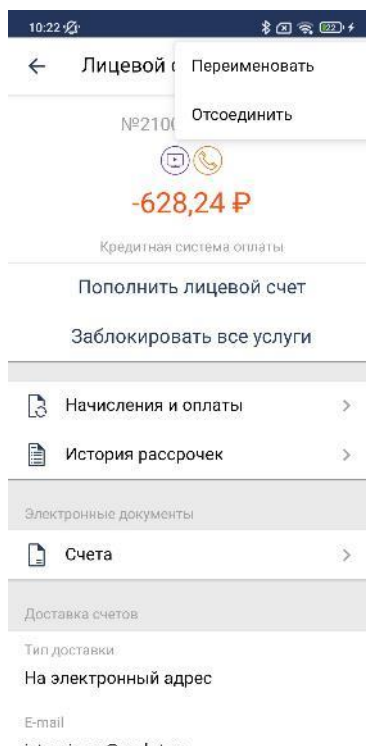 10:22
22
Лицевой
Переименовать
№210
Отсоединить
-628,24 ₽
Кредитная система оплаты
Пополнить лицевой счет
Заблокировать все услуги
Начисления и оплаты
История рассрочек
Электронные документы
Счета
Доставка счетов
Тип доставки
На электронный адрес
E-mail